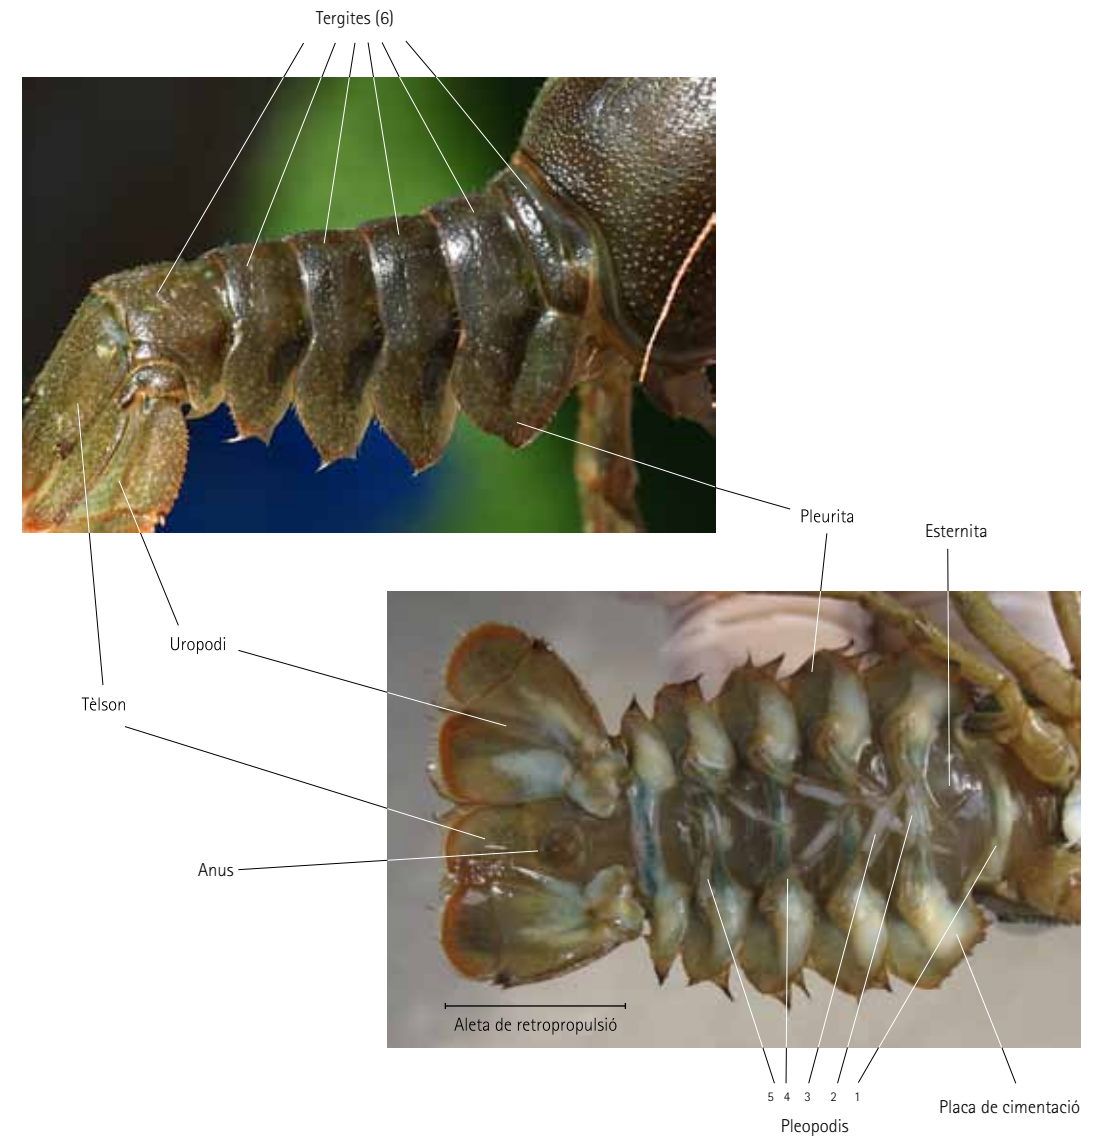 Tergites (6)
Pleurita
Esternita
Uropodi
Tèlson
Anus
Aleta de retropropulsió
5 4 3 2 1
Pleopodis
Placa de cimentació